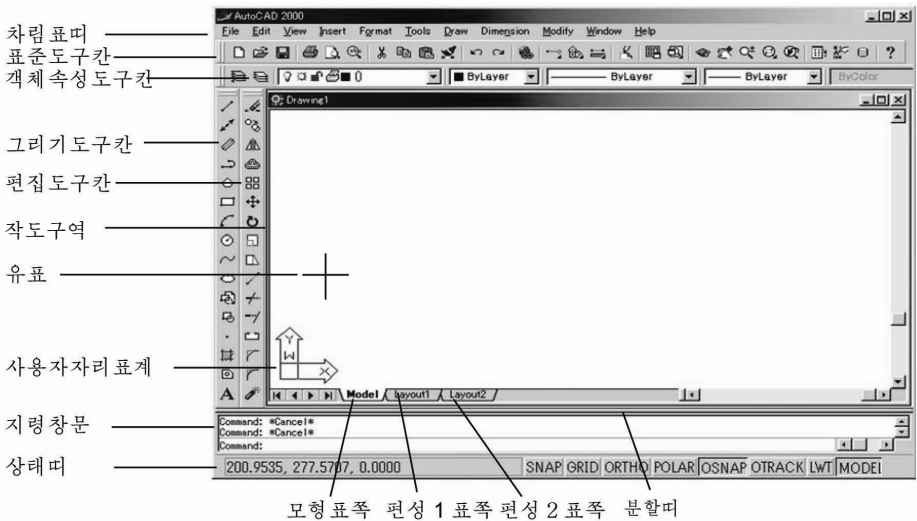 AutoCAD 2000
File Edit View Insert Format Tools Draw Dimension Modify Window Help
차림표띠
표준도구칸
객체속성도구칸
0 ByLayer ByLayer ByLayer ByColor
Drawing1
그리기도구칸
편집도구칸
작도구역
유표
Y
W
X
사용자자리표계
A
Model Layout1 Layout2
지령창문
Command: *Cancel*
Command: *Cancel*
Command:
상태띠
200.9535, 277.5707, 0.0000 SNAP GRID ORTHO POLAR OSNAP OTRACK LWT MODEL
모형표쪽 편성 1 표쪽 편성 2 표쪽 분할띠